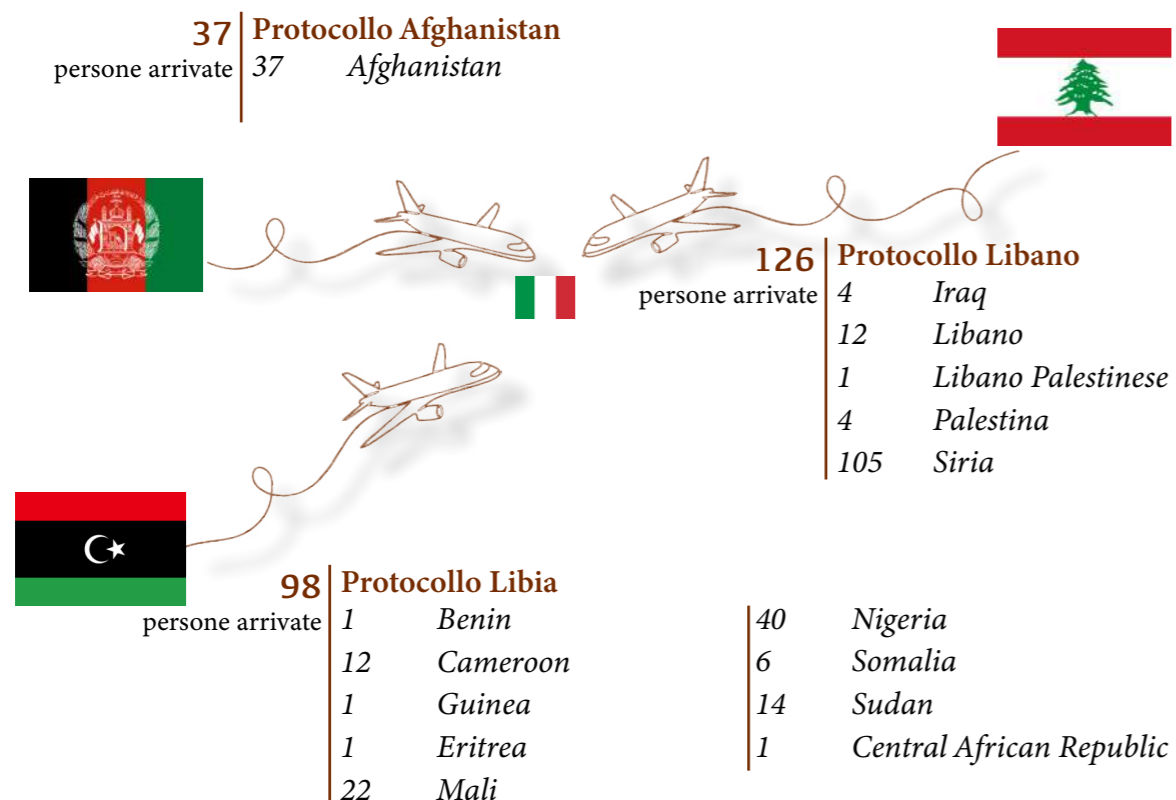 37 Protocollo Afghanistan
persone arrivate 37 Afghanistan
126 Protocollo Libano
persone arrivate 4 Iraq
12 Libano
1 Libano Palestinese
4 Palestina
105 Siria
98 Protocollo Libia
persone arrivate 1 Benin
12 Cameroon
1 Guinea
1 Eritrea
22 Mali
40 Nigeria
6 Somalia
14 Sudan
1 Central African Republic